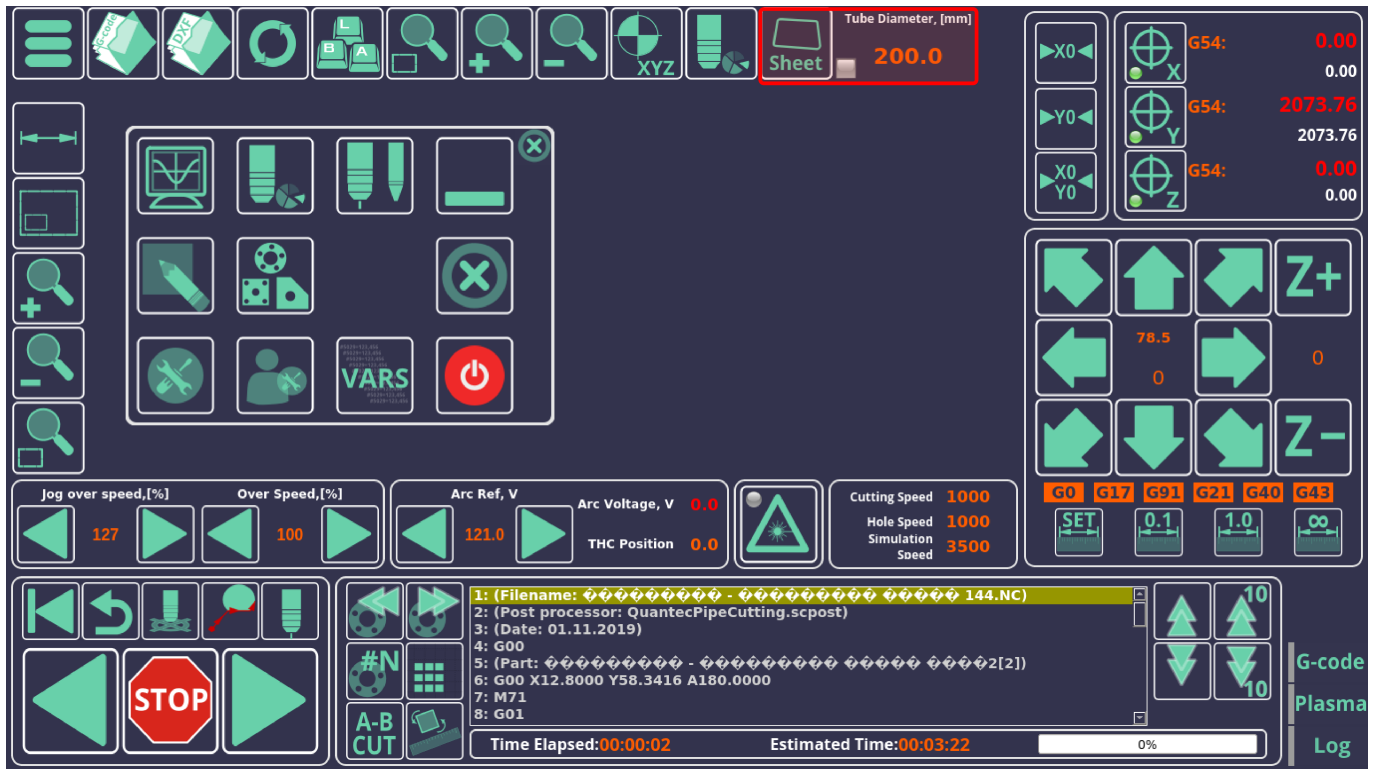 G-code
DXF
L
B A
XYZ
Sheet
Tube Diameter, [mm]
200.0
▶X0◀
G54: 0.00
0.00
X
▶Y0◀
G54: 2073.76
2073.76
Y
▶X0◀
Y0
G54: 0.00
0.00
Z
VARS
Z+
78.5
0
0
Z-
Jog over speed,[%]
127
Over Speed,[%]
100
Arc Ref, V
121.0
Arc Voltage, V 0.0
THC Position 0.0
Cutting Speed 1000
Hole Speed 1000
Simulation
Speed 3500
G0 G17 G91 G21 G40 G43
SET 0.1 1.0 ∞
STOP
#N
A-B
CUT
1: (Filename: ��������� - ��������� ����� 144.NC)
2: (Post processor: QuantecPipeCutting.scpost)
3: (Date: 01.11.2019)
4: G00
5: (Part: ��������� - ��������� ����� ����2[2])
6: G00 X12.8000 Y58.3416 A180.0000
7: M71
8: G01
10
10
G-code
Plasma
Log
Time Elapsed:00:00:02 Estimated Time:00:03:22 0%